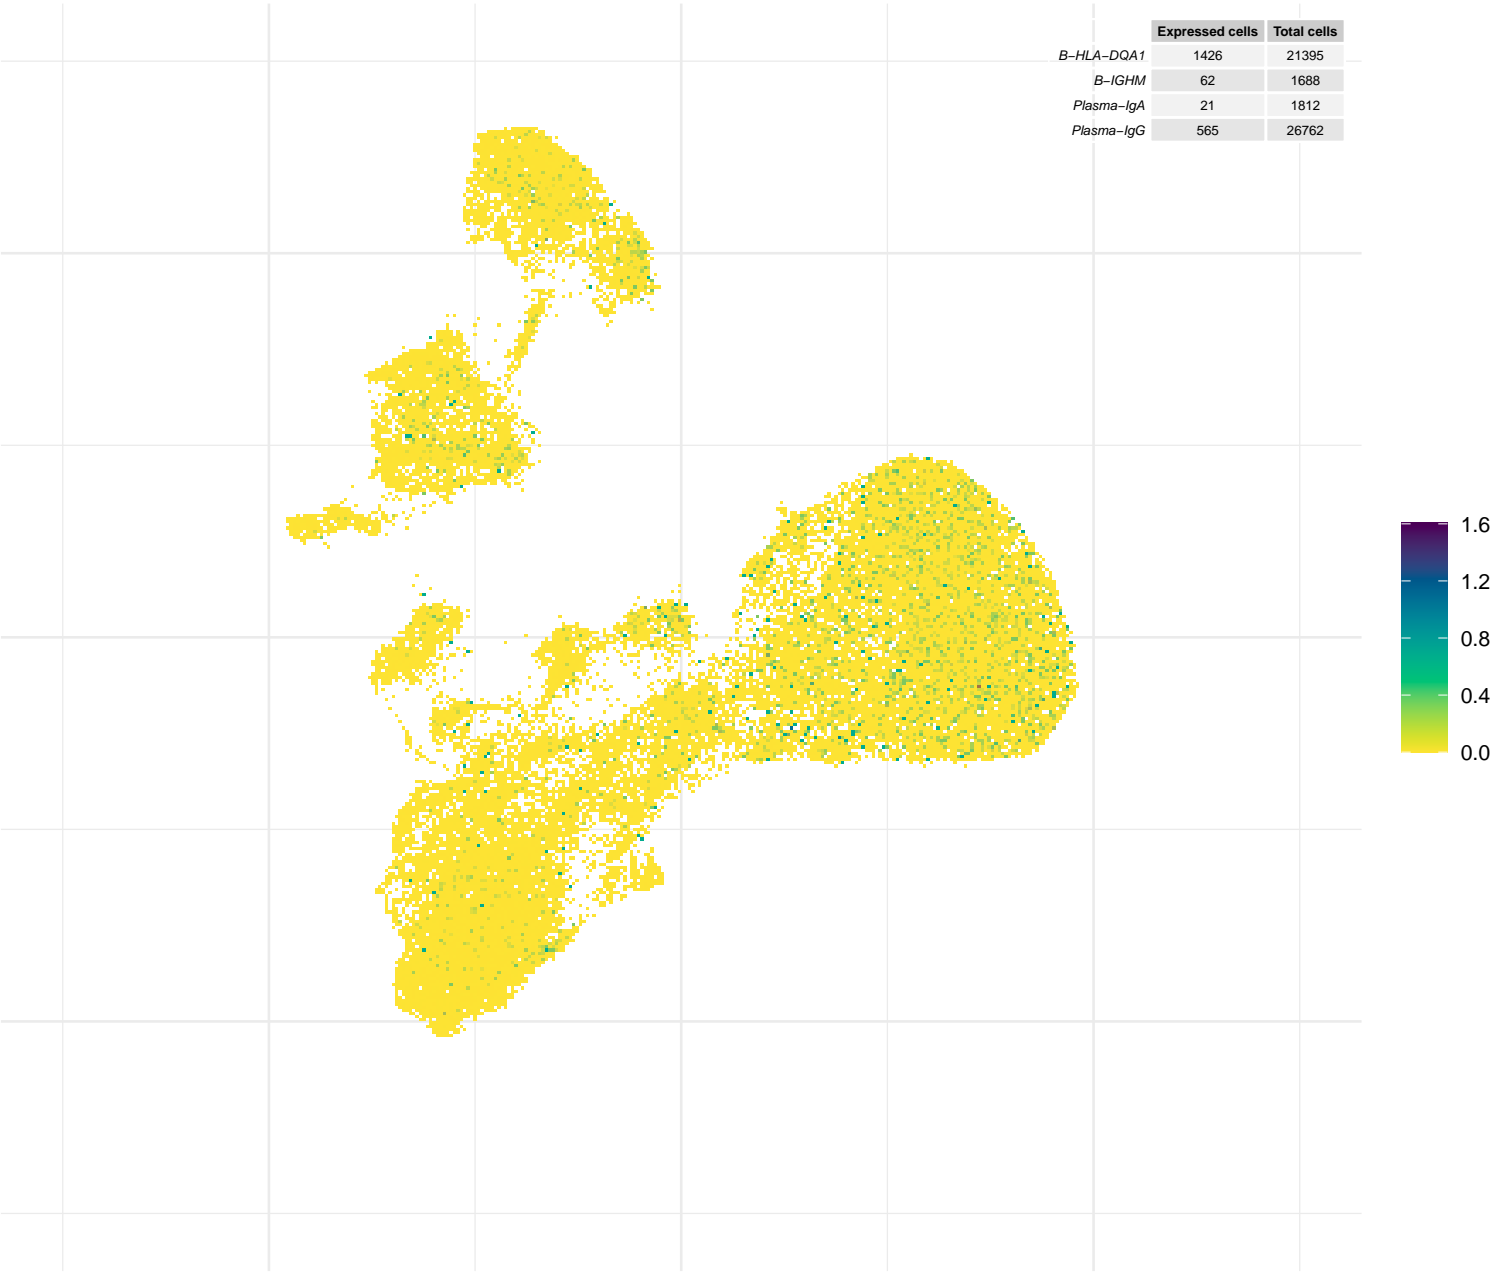 Expressed cells Total cells
B−HLA−DQA1 1426 21395
B−IGHM 62 1688
Plasma−IgA 21 1812
Plasma−IgG 565 26762
1.6
1.2
0.8
0.4
0.0